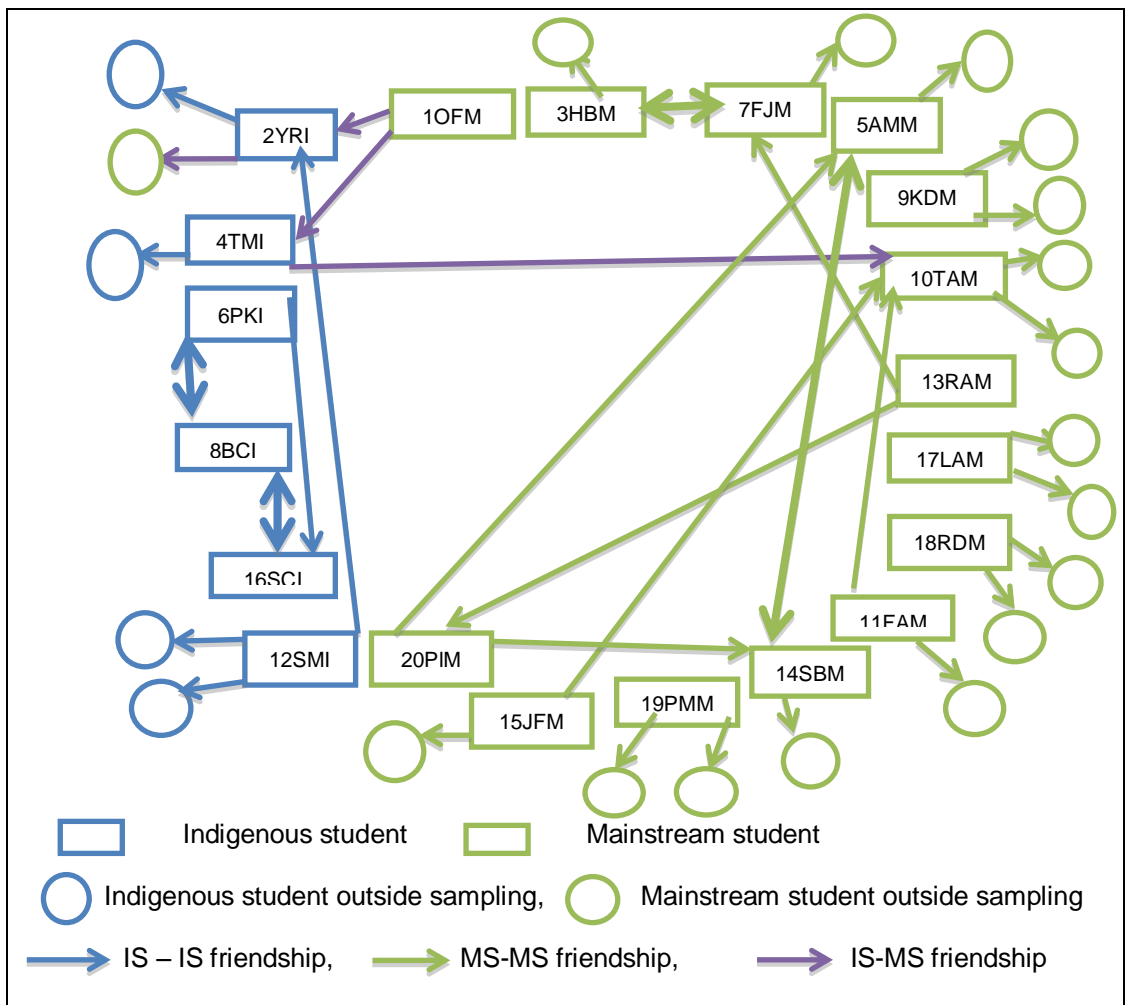 1OFM
3HBM
7FJM
5AMM
2YRI
9KDM
4TMI
10TAM
6PKI
13RAM
8BCI
17LAM
18RDM
16SCI
11EAM
12SMI
20PIM
14SBM
19PMM
15JFM
Indigenous student
Mainstream student
Indigenous student outside sampling,
Mainstream student outside sampling
IS – IS friendship,
MS-MS friendship,
IS-MS friendship